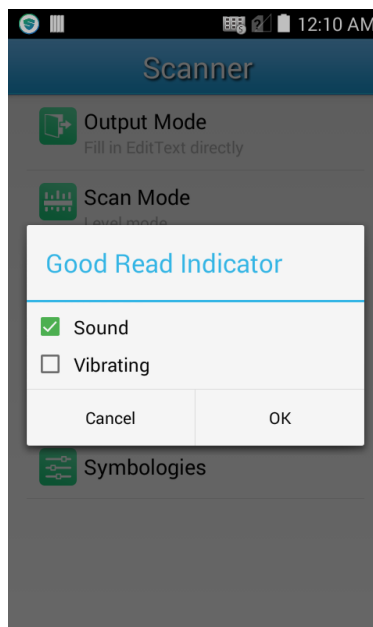 12:10 AM
Scanner
Output Mode
Fill in EditText directly
Scan Mode
Level mode
Good Read Indicator
Sound
Vibrating
Cancel
OK
Symbologies